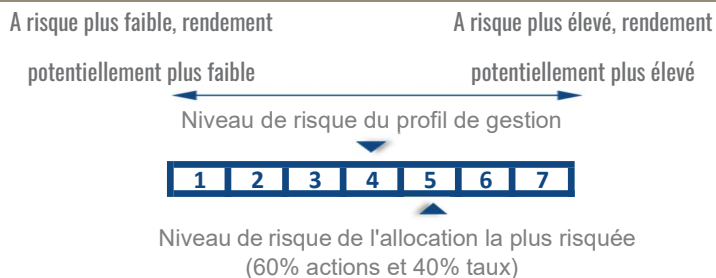 A risque plus faible, rendement
potentiellement plus faible
A risque plus élevé, rendement
potentiellement plus élevé
Niveau de risque du profil de gestion
1 2 3 4 5 6 7
Niveau de risque de l'allocation la plus risquée
(60% actions et 40% taux)